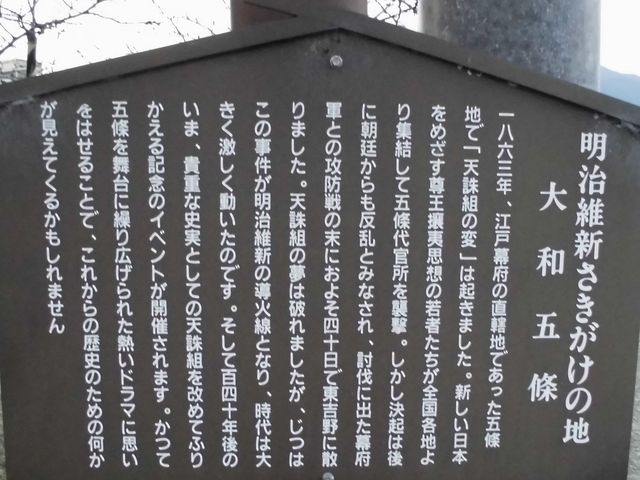 明治維新さきがけの地
大和五條
一八六三年、江戸幕府の直轄地であった五條
地で「天誅組の変」は起きました。新しい日本
をめざす尊王攘夷思想の若者たちが全国各地よ
り集結して五條代官所を襲撃。しかし決起は後
に朝廷からも反乱とみなされ、討伐に出た幕府
軍との攻防戦の末におよそ四十日で東吉野に散
りました。天誅組の夢は破れましたが、じつは
この事件が明治維新の導火線となり、時代は大
きく激しく動いたのです。そして百四十年後の
いま、貴重な史実としての天誅組を改めてふり
かえる記念のイベントが開催されます。かつて
五條を舞台に繰り広げられた熱いドラマに思い
をはせることで、これからの歴史のための何か
が見えてくるかもしれません